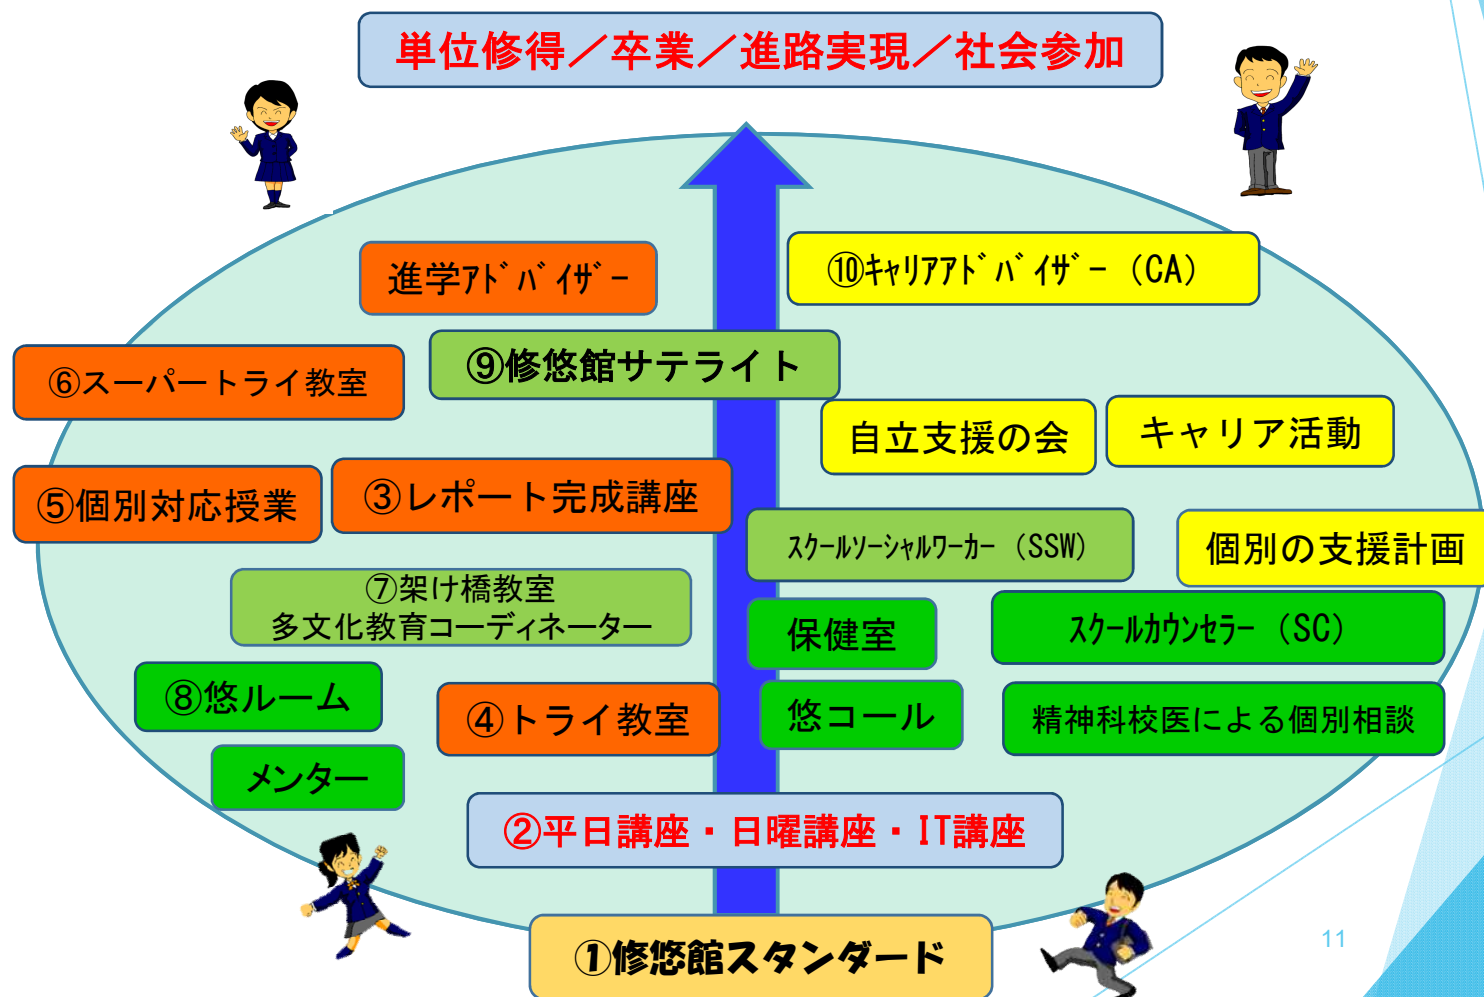 単位修得／卒業／進路実現／社会参加
進学ｱﾄﾞﾊﾞｲｻﾞｰ
⑩ｷｬﾘｱｱﾄﾞﾊﾞｲｻﾞｰ（CA）
⑥スーパートライ教室
⑨修悠館サテライト
自立支援の会
キャリア活動
⑤個別対応授業
③レポート完成講座
ｽｸｰﾙｿｰｼｬﾙﾜｰｶｰ（SSW）
個別の支援計画
⑦架け橋教室
多文化教育コーディネーター
保健室
ｽｸｰﾙｶｳﾝｾﾗｰ（SC）
⑧悠ルーム
④トライ教室
悠コール
精神科校医による個別相談
メンター
②平日講座・日曜講座・IT講座
①修悠館スタンダード
11